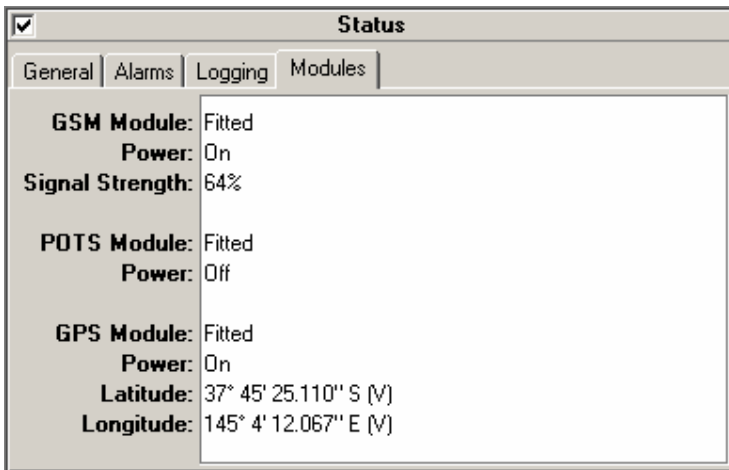 Status
General Alarms Logging Modules
GSM Module: Fitted
Power: On
Signal Strength: 64%
POTS Module: Fitted
Power: Off
GPS Module: Fitted
Power: On
Latitude: 37° 45' 25.110'' S (V)
Longitude: 145° 4' 12.067'' E (V)